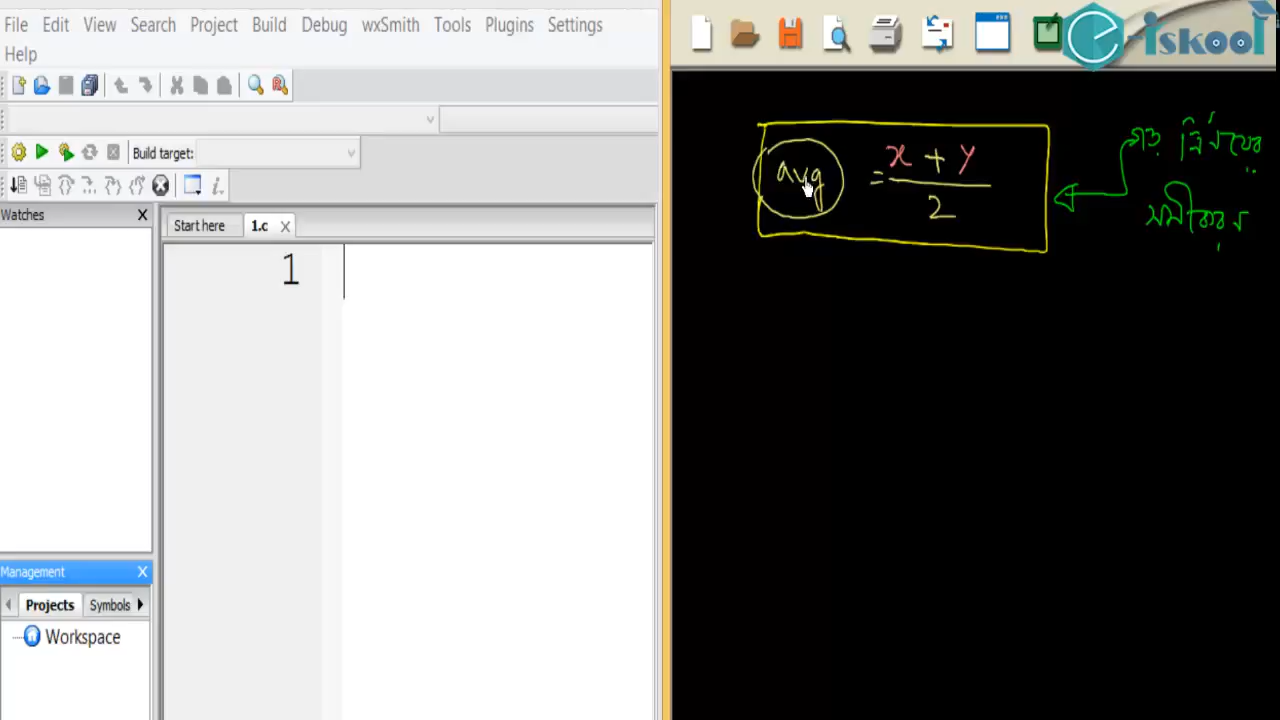 File Edit View Search Project Build Debug wxSmith Tools Plugins Settings
Help
Build target:
Watches
Start here 1.c
1
Management
Projects Symbols
Workspace
e-iskool
avg = x + y
2
গড় নির্ণয়ের
সমীকরণ